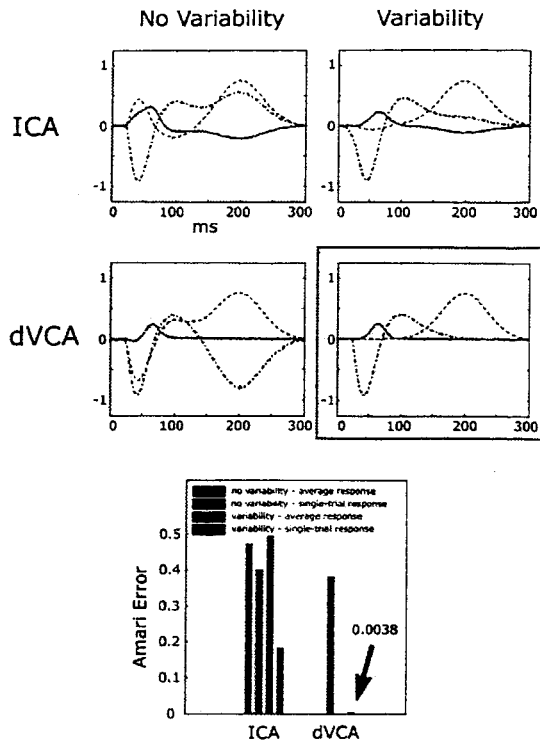 No Variability
Variability
ICA
1
0
-1
0
100
200
300
ms
0
100
200
300
dVCA
1
0
-1
0
100
200
300
1
0
-1
0
100
200
300
no variability - average response
no variability - single-trial response
variability - average response
variability - single-trial response
Amari Error
0.5
0.4
0.3
0.2
0.1
0
0.0038
ICA
dVCA